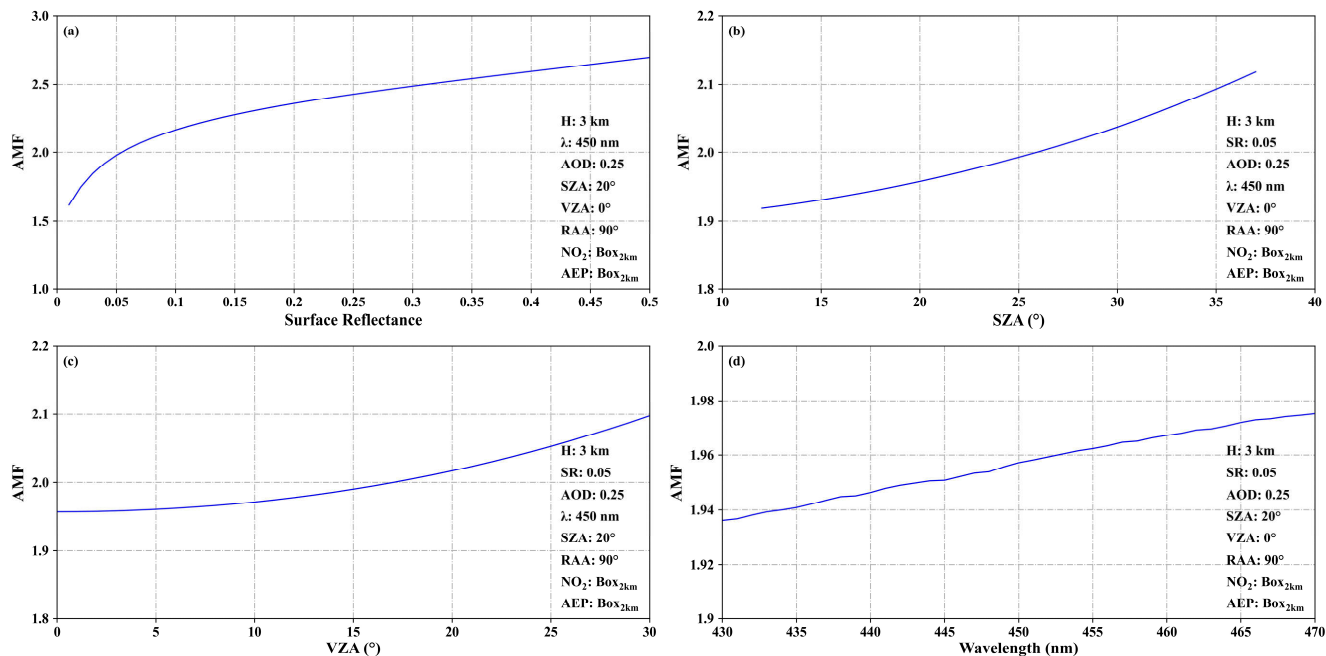 (a)
AMF
3.0
2.5
2.0
1.5
1.0
H: 3 km
λ: 450 nm
AOD: 0.25
SZA: 20°
VZA: 0°
RAA: 90°
NO₂: Box₂ₖₘ
AEP: Box₂ₖₘ
0 0.05 0.1 0.15 0.2 0.25 0.3 0.35 0.4 0.45 0.5
Surface Reflectance
(b)
AMF
2.2
2.1
2.0
1.9
1.8
H: 3 km
SR: 0.05
AOD: 0.25
λ: 450 nm
VZA: 0°
RAA: 90°
NO₂: Box₂ₖₘ
AEP: Box₂ₖₘ
10 15 20 25 30 35 40
SZA (°)
(c)
AMF
2.2
2.1
2.0
1.9
1.8
H: 3 km
SR: 0.05
AOD: 0.25
λ: 450 nm
SZA: 20°
RAA: 90°
NO₂: Box₂ₖₘ
AEP: Box₂ₖₘ
0 5 10 15 20 25 30
VZA (°)
(d)
AMF
2.0
1.98
1.96
1.94
1.92
1.9
H: 3 km
SR: 0.05
AOD: 0.25
SZA: 20°
VZA: 0°
RAA: 90°
NO₂: Box₂ₖₘ
AEP: Box₂ₖₘ
430 435 440 445 450 455 460 465 470
Wavelength (nm)